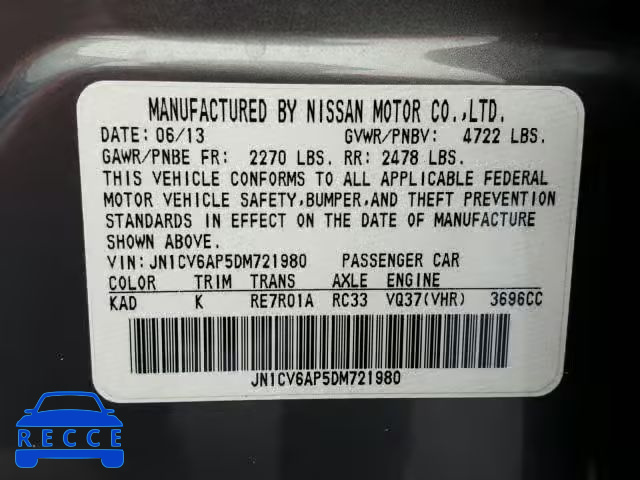 MANUFACTURED BY NISSAN MOTOR CO.,LTD.
DATE: 06/13 GVWR/PNBV: 4722 LBS.
GAWR/PNBE FR: 2270 LBS. RR: 2478 LBS.
THIS VEHICLE CONFORMS TO ALL APPLICABLE FEDERAL
MOTOR VEHICLE SAFETY,BUMPER,AND THEFT PREVENTION
STANDARDS IN EFFECT ON THE DATE OF MANUFACTURE
SHOWN ABOVE.
VIN: JN1CV6AP5DM721980 PASSENGER CAR
COLOR TRIM TRANS AXLE ENGINE
KAD K RE7R01A RC33 VQ37(VHR) 3696CC
JN1CV6AP5DM721980
RECENT CARS . COM